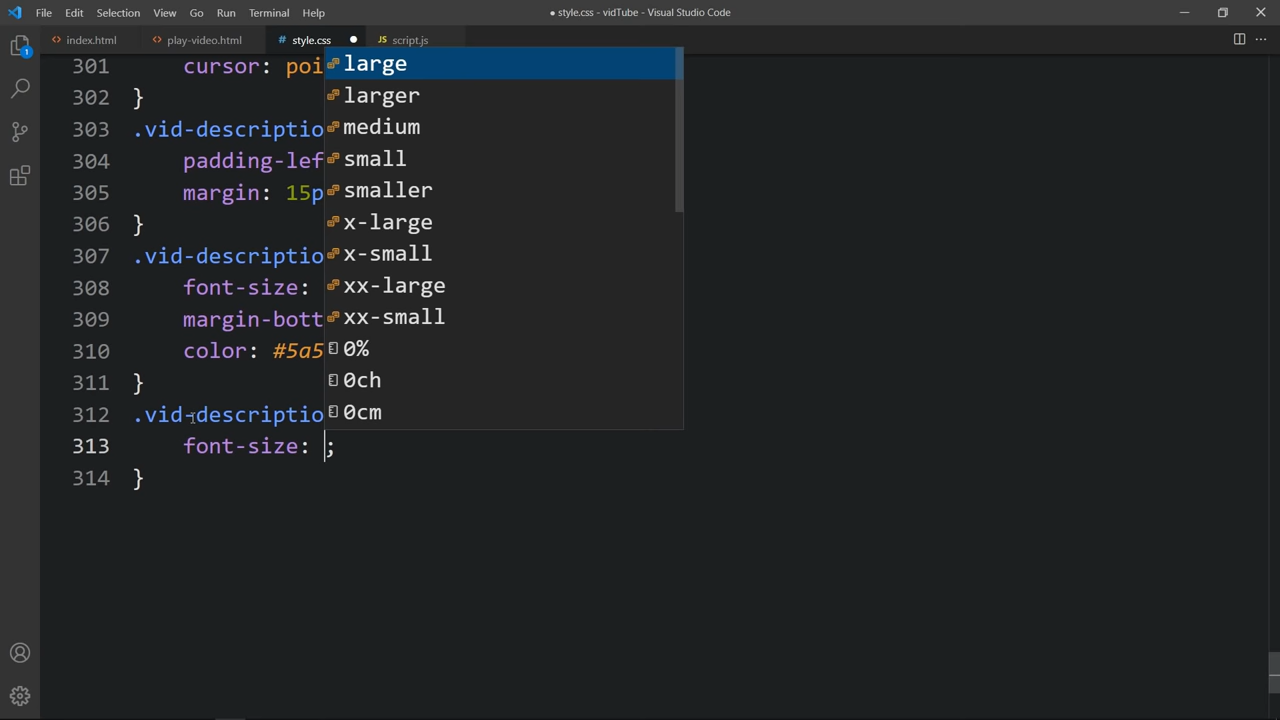 File Edit Selection View Go Run Terminal Help
● style.css - vidTube - Visual Studio Code
index.html play-video.html # style.css JS script.js
1
301 cursor: poi
302 }
303 .vid-descriptio
304 padding-lef
305 margin: 15p
306 }
307 .vid-descriptio
308 font-size:
309 margin-bott
310 color: #5a5
311 }
312 .vid-descriptio
313 font-size: ;
314 }
large
larger
medium
small
smaller
x-large
x-small
xx-large
xx-small
0%
0ch
0cm